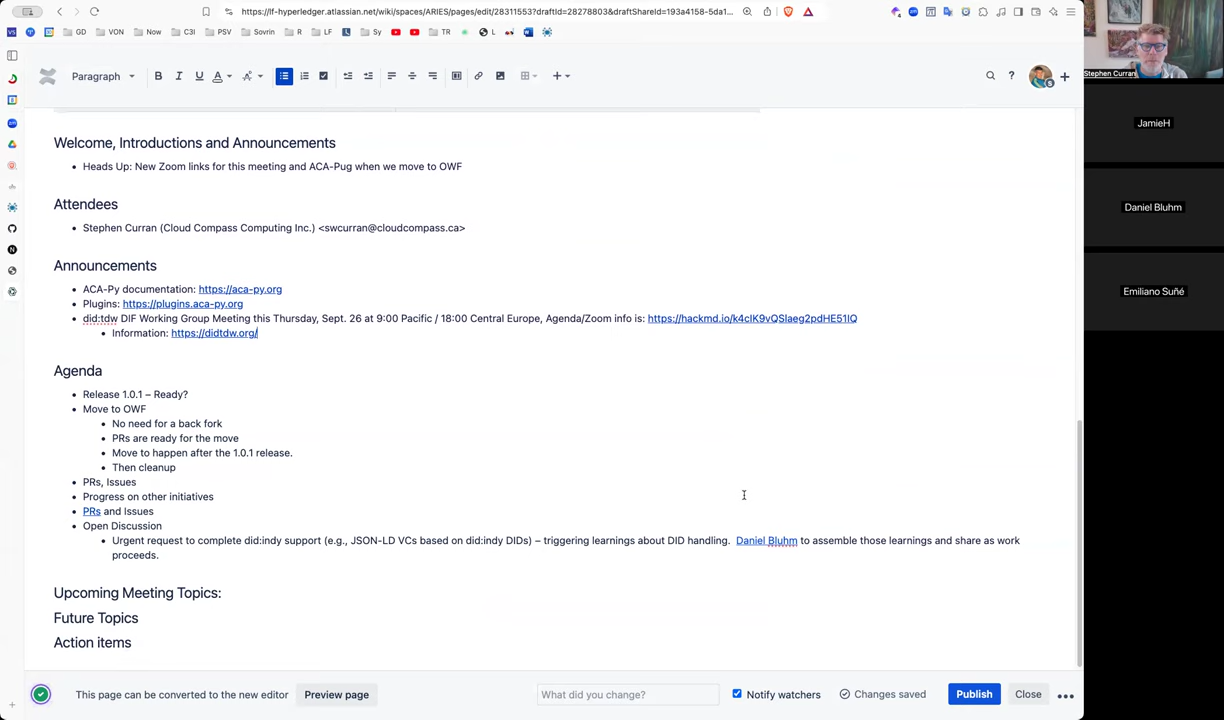 https://lf-hyperledger.atlassian.net/wiki/spaces/ARIES/pages/edit/28311553?draftId=28278803&draftShareId=193a4158-5da1...
GD VON Now C3I PSV Sovrin R LF Sy TR L
Paragraph B I U A
Stephen Curran
Welcome, Introductions and Announcements
Heads Up: New Zoom links for this meeting and ACA-Pug when we move to OWF
JamieH
Attendees
Daniel Bluhm
Stephen Curran (Cloud Compass Computing Inc.) <swcurran@cloudcompass.ca>
Announcements
ACA-Py documentation: https://aca-py.org
Emiliano Suñé
Plugins: https://plugins.aca-py.org
did:tdw DIF Working Group Meeting this Thursday, Sept. 26 at 9:00 Pacific / 18:00 Central Europe, Agenda/Zoom info is: https://hackmd.io/k4cIK9vQSlaeg2pdHE51IQ
Information: https://didtdw.org/
Agenda
Release 1.0.1 – Ready?
Move to OWF
No need for a back fork
PRs are ready for the move
Move to happen after the 1.0.1 release.
Then cleanup
PRs, Issues
Progress on other initiatives
PRs and Issues
Open Discussion
Urgent request to complete did:indy support (e.g., JSON-LD VCs based on did:indy DIDs) – triggering learnings about DID handling. Daniel Bluhm to assemble those learnings and share as work
proceeds.
Upcoming Meeting Topics:
Future Topics
Action items
This page can be converted to the new editor Preview page What did you change? Notify watchers Changes saved Publish Close